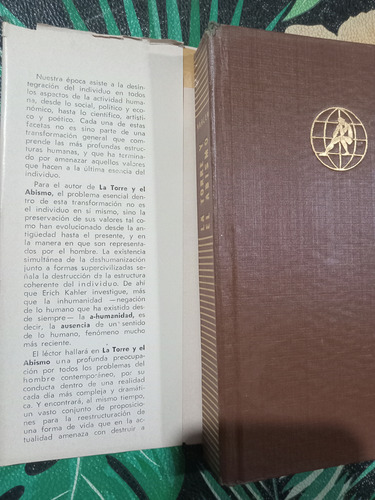 Nuestra época asiste a la desin-
tegración del individuo en todos
los aspectos de la actividad huma-
na, desde lo social, político y eco-
nómico, hasta lo científico, artísti-
co y poético. Cada una de estas
facetas no es sino parte de una
transformación general que com-
prende las más profundas estruc-
turas humanas, y que ha termina-
do por amenazar aquellos valores
que hacen a la última esencia del
individuo.
Para el autor de La Torre y el
Abismo, el problema esencial den-
tro de esta transformación no es
el individuo en sí mismo, sino la
preservación de sus valores tal co-
mo han evolucionado desde la an-
tigüedad hasta el presente, y en
la manera en que son representa-
dos por el hombre. La existencia
simultánea de la deshumanización
junto a formas supercivilizadas se-
ñala la destrucción de la estructura
coherente del individuo. De ahí
que Erich Kahler investigue, más
que la inhumanidad —negación
de lo humano que ha existido des-
de siempre— la a-humanidad, es
decir, la ausencia de un sentido
de lo humano, fenómeno mucho
más reciente.
El léctor hallará en La Torre y el
Abismo una profunda preocupa-
ción por todos los problemas del
hombre contemporáneo, por su
conducta dentro de una realidad
cada día más compleja y dramáti-
ca. Y encontrará, al mismo tiempo,
un vasto conjunto de proposicio-
nes para la reestructuración de
una forma de vida que en la ac-
tualidad amenaza con destruir a
LA TORRE Y
EL ABISMO